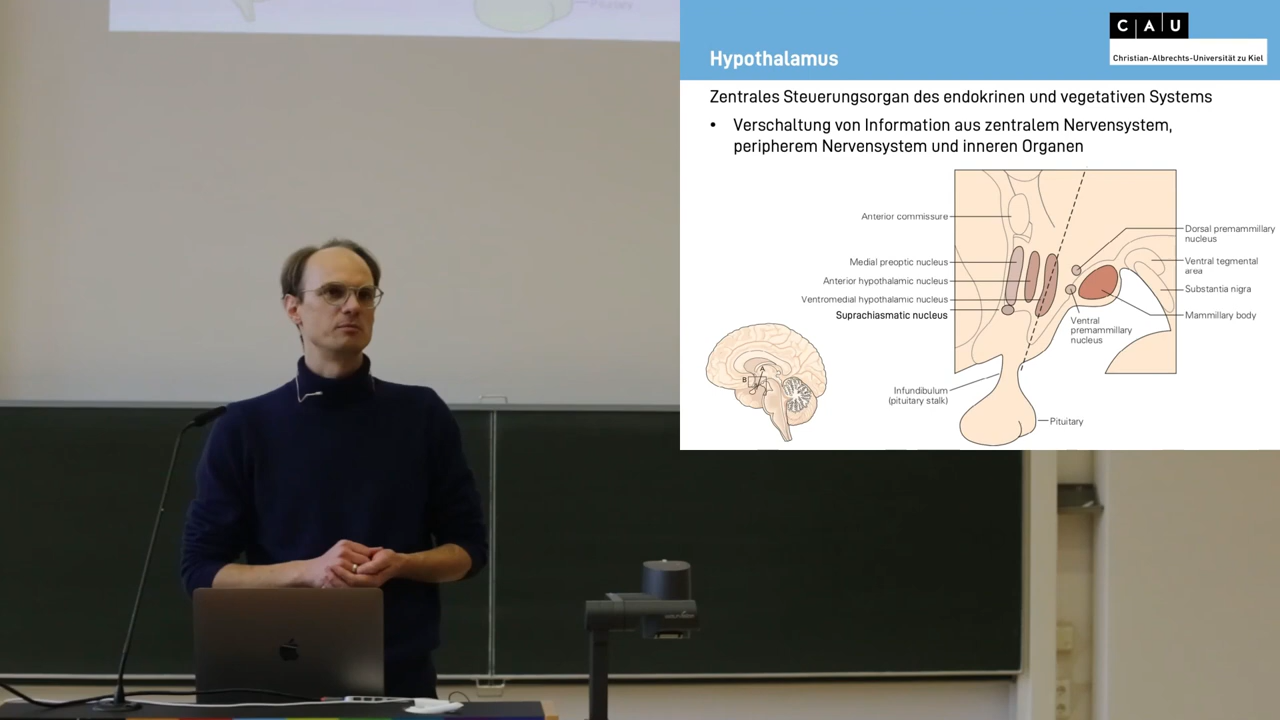 Hypothalamus
C A U
Christian-Albrechts-Universität zu Kiel
Zentrales Steuerungsorgan des endokrinen und vegetativen Systems
• Verschaltung von Information aus zentralem Nervensystem,
peripherem Nervensystem und inneren Organen
Anterior commissure
Medial preoptic nucleus
Anterior hypothalamic nucleus
Ventromedial hypothalamic nucleus
Suprachiasmatic nucleus
Dorsal premammillary
nucleus
Ventral tegmental
area
Substantia nigra
Mammillary body
Ventral
premammillary
nucleus
A
B
Infundibulum
(pituitary stalk)
Pituitary